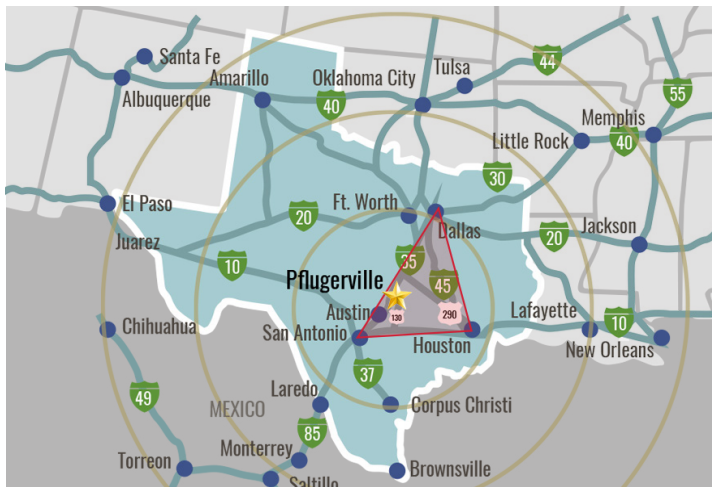 Santa Fe
Albuquerque
Amarillo
Oklahoma City
Tulsa
44
40
55
Memphis
Little Rock
40
30
El Paso
Juarez
20
Ft. Worth
Dallas
20
Jackson
10
35
45
Pflugerville
Austin
130
290
San Antonio
Houston
Lafayette
10
New Orleans
Chihuahua
37
49
MEXICO
Laredo
Corpus Christi
85
Monterrey
Torreon
Saltillo
Brownsville